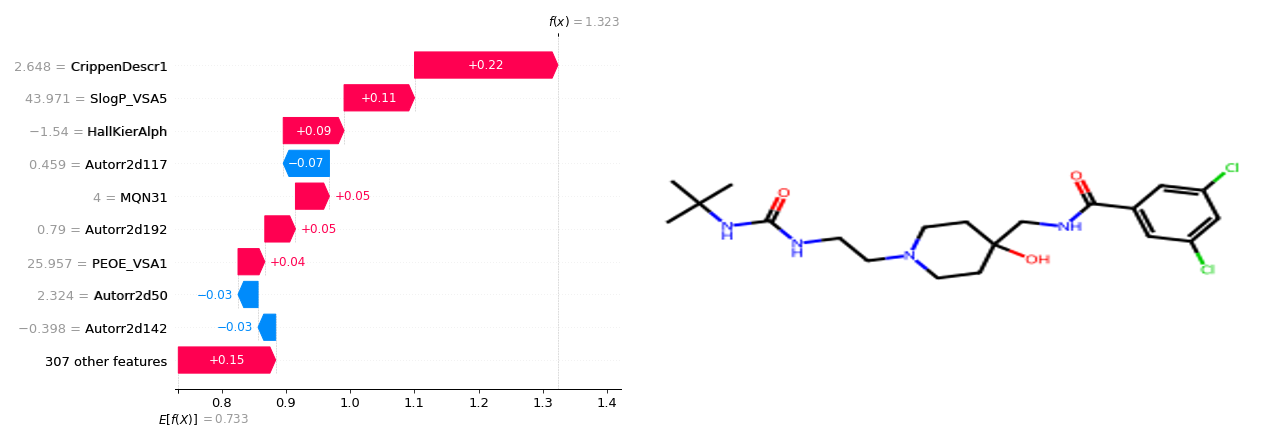 f(x) = 1.323
2.648 = CrippenDescr1
+0.22
43.971 = SlogP_VSA5
+0.11
−1.54 = HallKierAlph
+0.09
0.459 = Autorr2d117
−0.07
4 = MQN31
+0.05
0.79 = Autorr2d192
+0.05
25.957 = PEOE_VSA1
+0.04
2.324 = Autorr2d50
−0.03
−0.398 = Autorr2d142
−0.03
307 other features
+0.15
0.8 0.9 1.0 1.1 1.2 1.3 1.4
E[f(X)] = 0.733
O
N
H
N
H
N
OH
O
NH
Cl
Cl